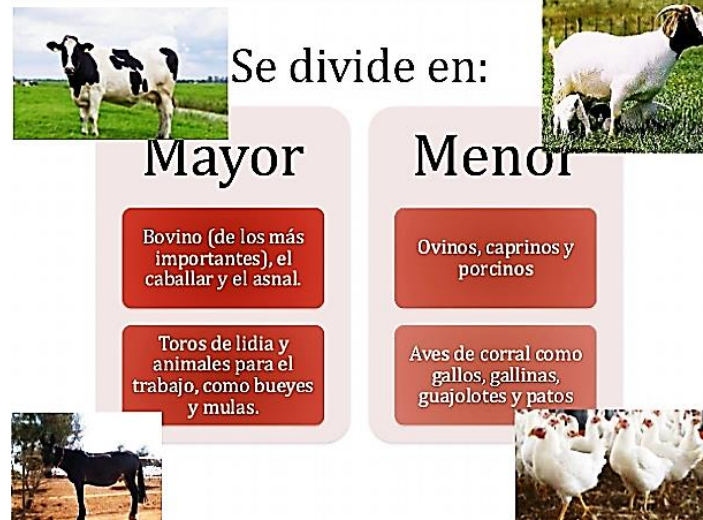 Se divide en:
Mayor
Bovino (de los más
importantes), el
caballar y el asnal.
Toros de lidia y
animales para el
trabajo, como bueyes
y mulas.
Menor
Ovinos, caprinos y
porcinos
Aves de corral como
gallos, gallinas,
guajolotes y patos